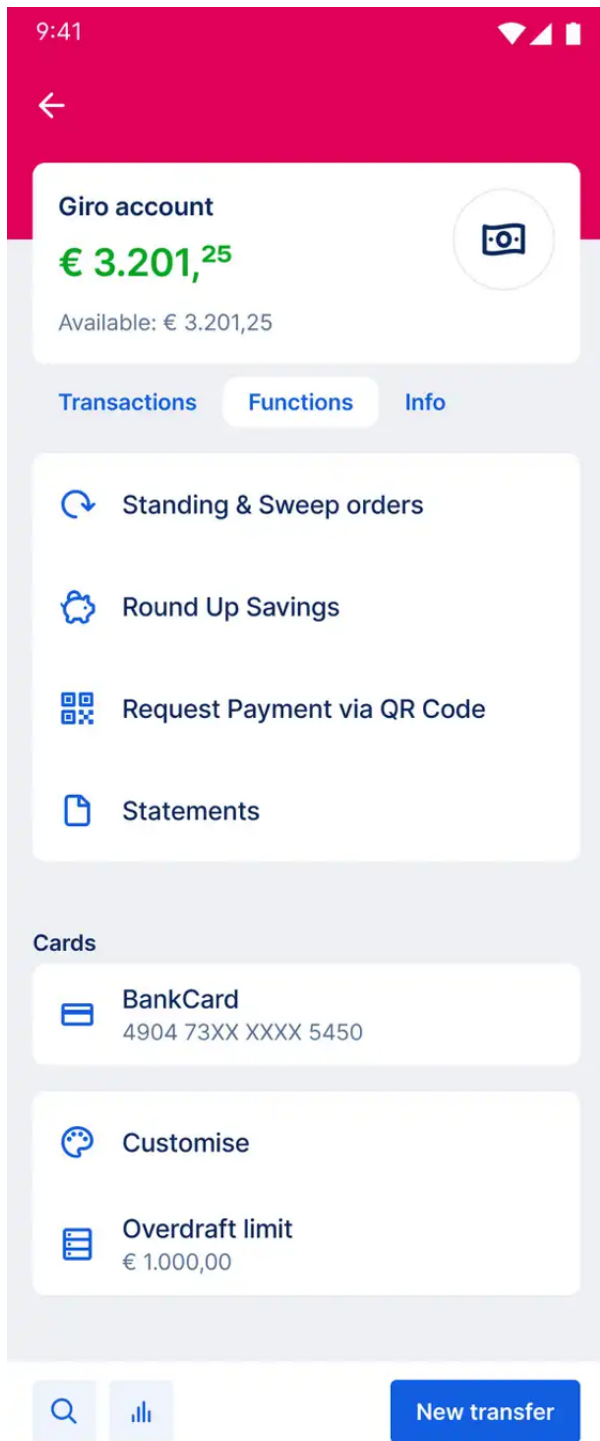 9:41
Giro account
€ 3.201,25
Available: € 3.201,25
Transactions Functions Info
Standing & Sweep orders
Round Up Savings
Request Payment via QR Code
Statements
Cards
BankCard
4904 73XX XXXX 5450
Customise
Overdraft limit
€ 1.000,00
New transfer